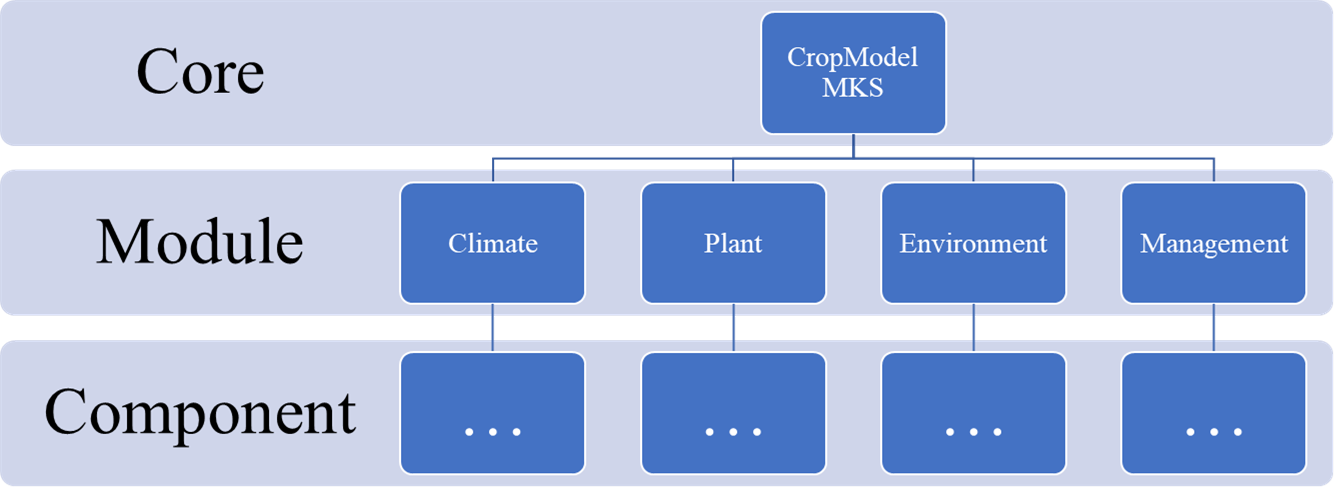 Core
CropModel
MKS
Module
Climate
Plant
Environment
Management
Component
...
...
...
...